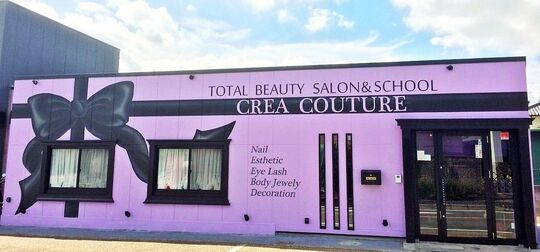 TOTAL BEAUTY SALON&SCHOOL
CREA COUTURE
Nail
Esthetic
Eye Lash
Body Jewely
Decoration